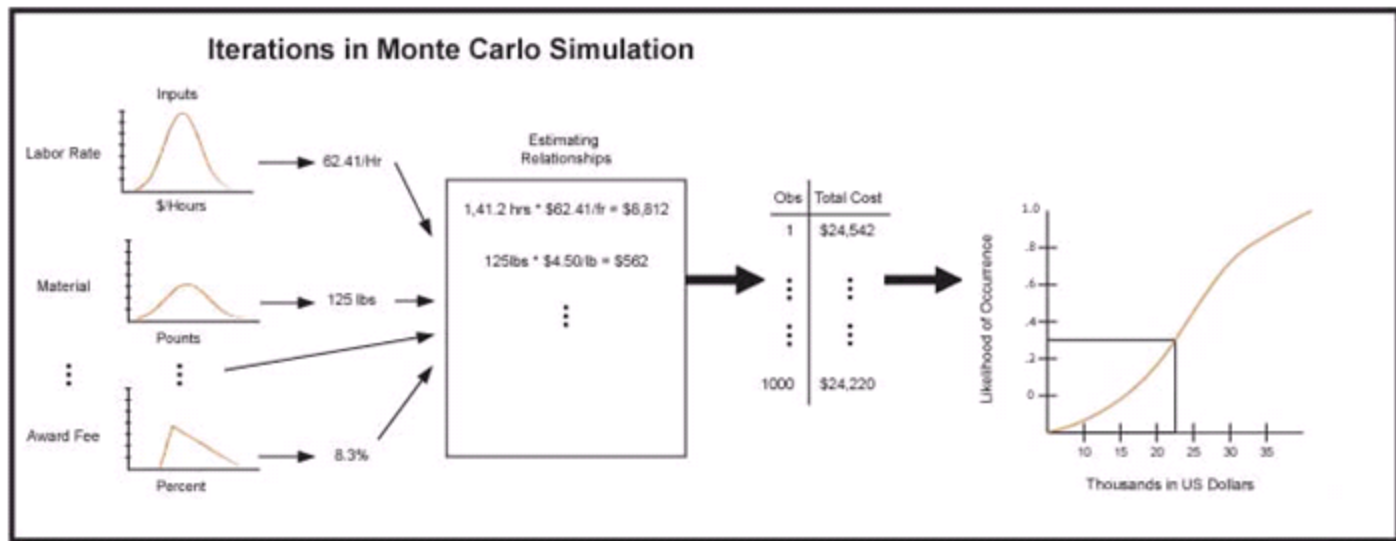 Iterations in Monte Carlo Simulation
Inputs
Labor Rate
62.41/Hr
$/Hours
Material
125 lbs
Pounts
Award Fee
8.3%
Percent
Estimating
Relationships
1,41.2 hrs * $62.41/fr = $8,812
125lbs * $4.50/lb = $562
Obs Total Cost
1 $24,542
1000 $24,220
Likelihood of Occurrence
1.0
.8
.6
.4
.2
0
10 15 20 25 30 35
Thousands in US Dollars